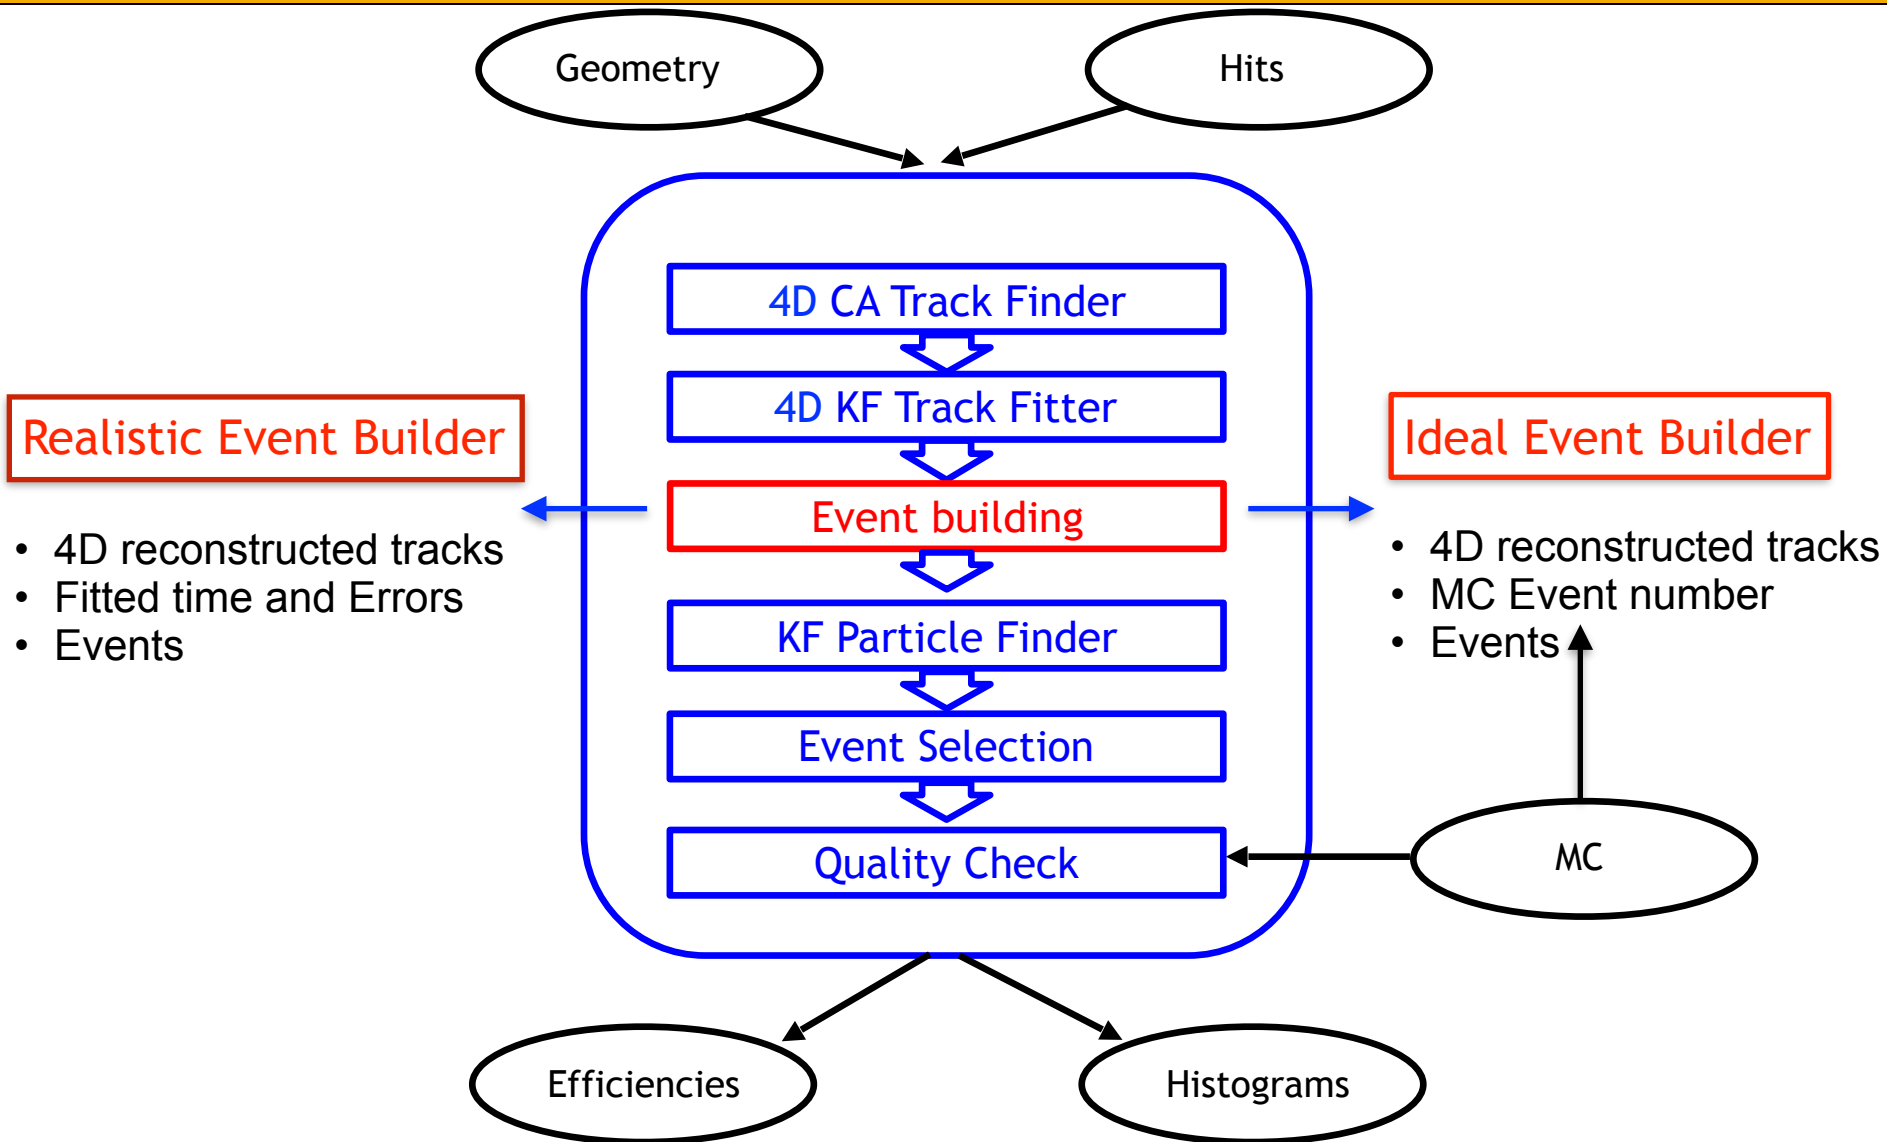 Geometry
Hits
4D CA Track Finder
4D KF Track Fitter
Realistic Event Builder
Ideal Event Builder
Event building
• 4D reconstructed tracks
• Fitted time and Errors
• Events
• 4D reconstructed tracks
• MC Event number
• Events
KF Particle Finder
Event Selection
Quality Check
MC
Efficiencies
Histograms